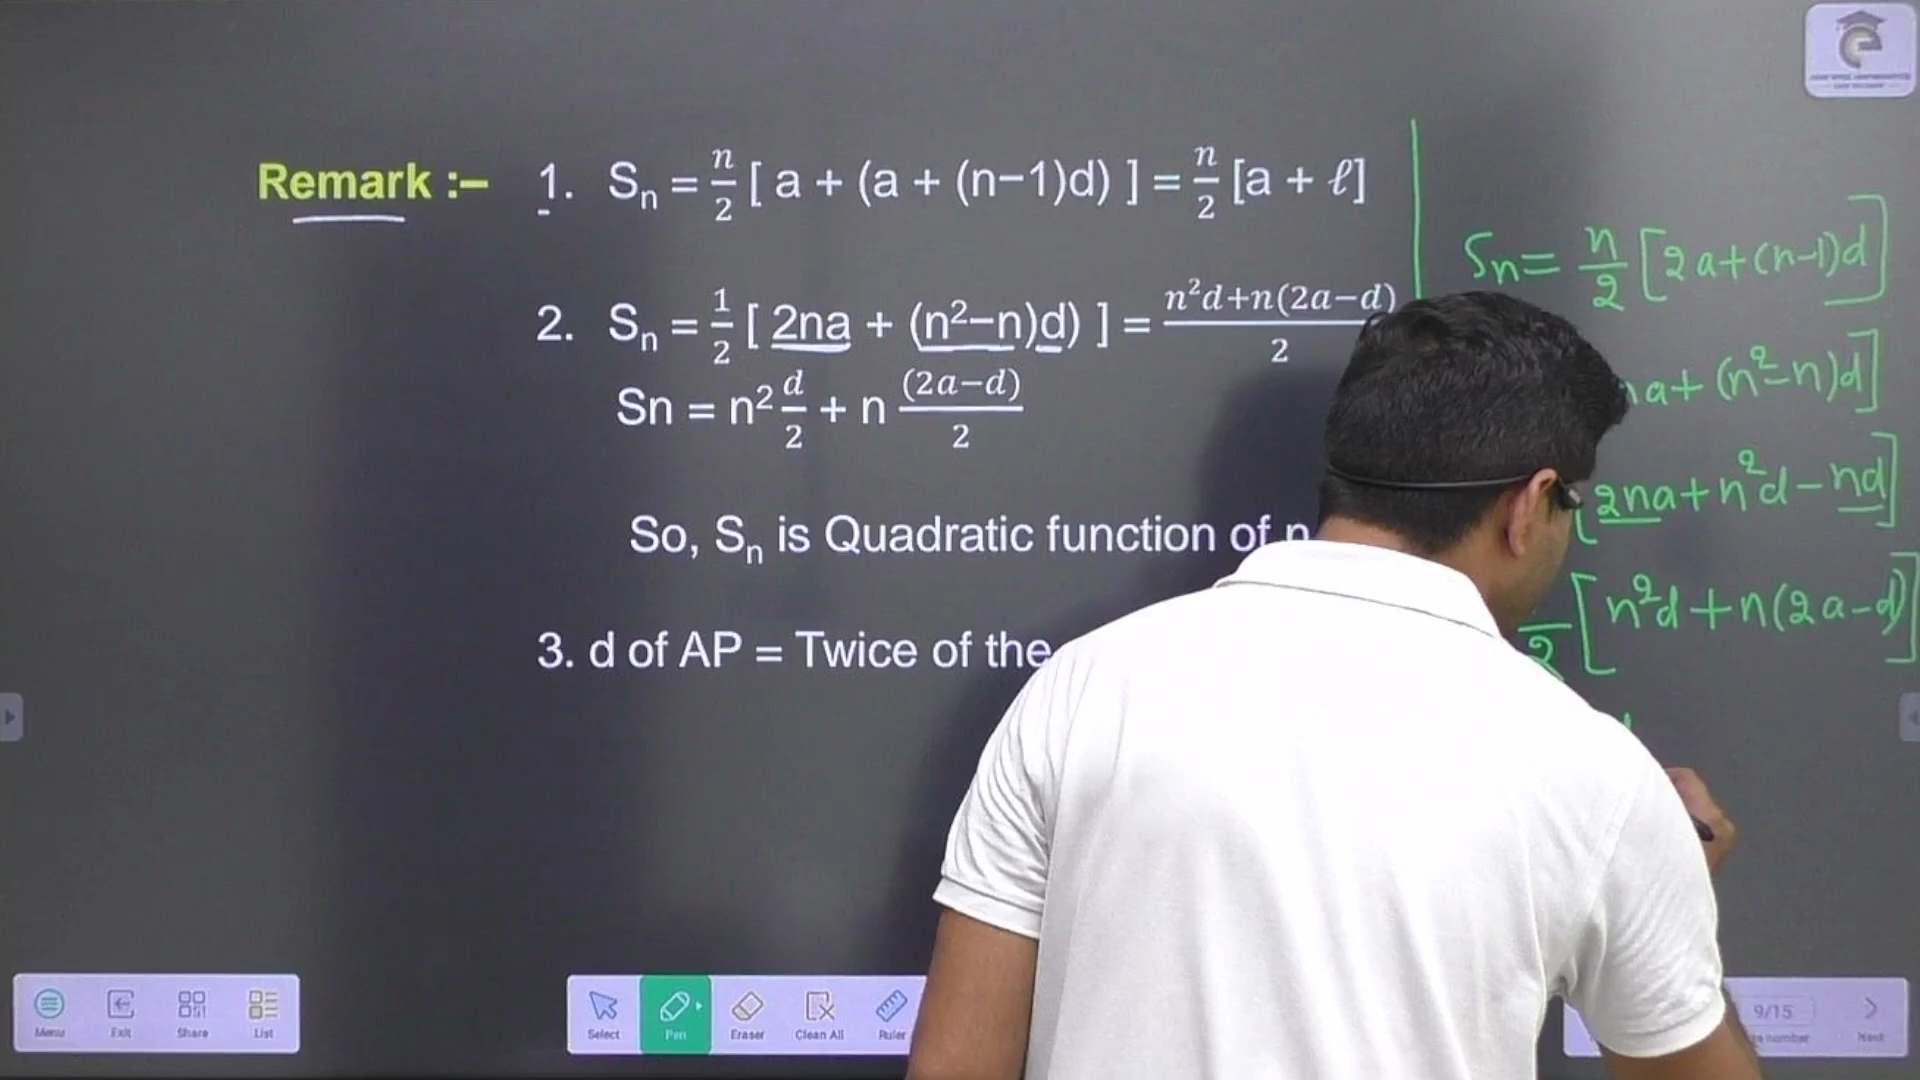 Remark :– 1. Sₙ = n/2 [ a + (a + (n−1)d) ] = n/2 [a + ℓ]
2. Sₙ = 1/2 [ 2na + (n²−n)d) ] = n²d+n(2a−d)/2
Sn = n² d/2 + n (2a−d)/2
So, Sₙ is Quadratic function of n
3. d of AP = Twice of the
Sn = n/2 [2a+(n-1)d]
a+(n²-n)d]
[2na+n²d-nd]
2 [n²d+n(2a-d)]
Menu Exit Share List
Select Pen Eraser Clean All Ruler
9/15
number Next